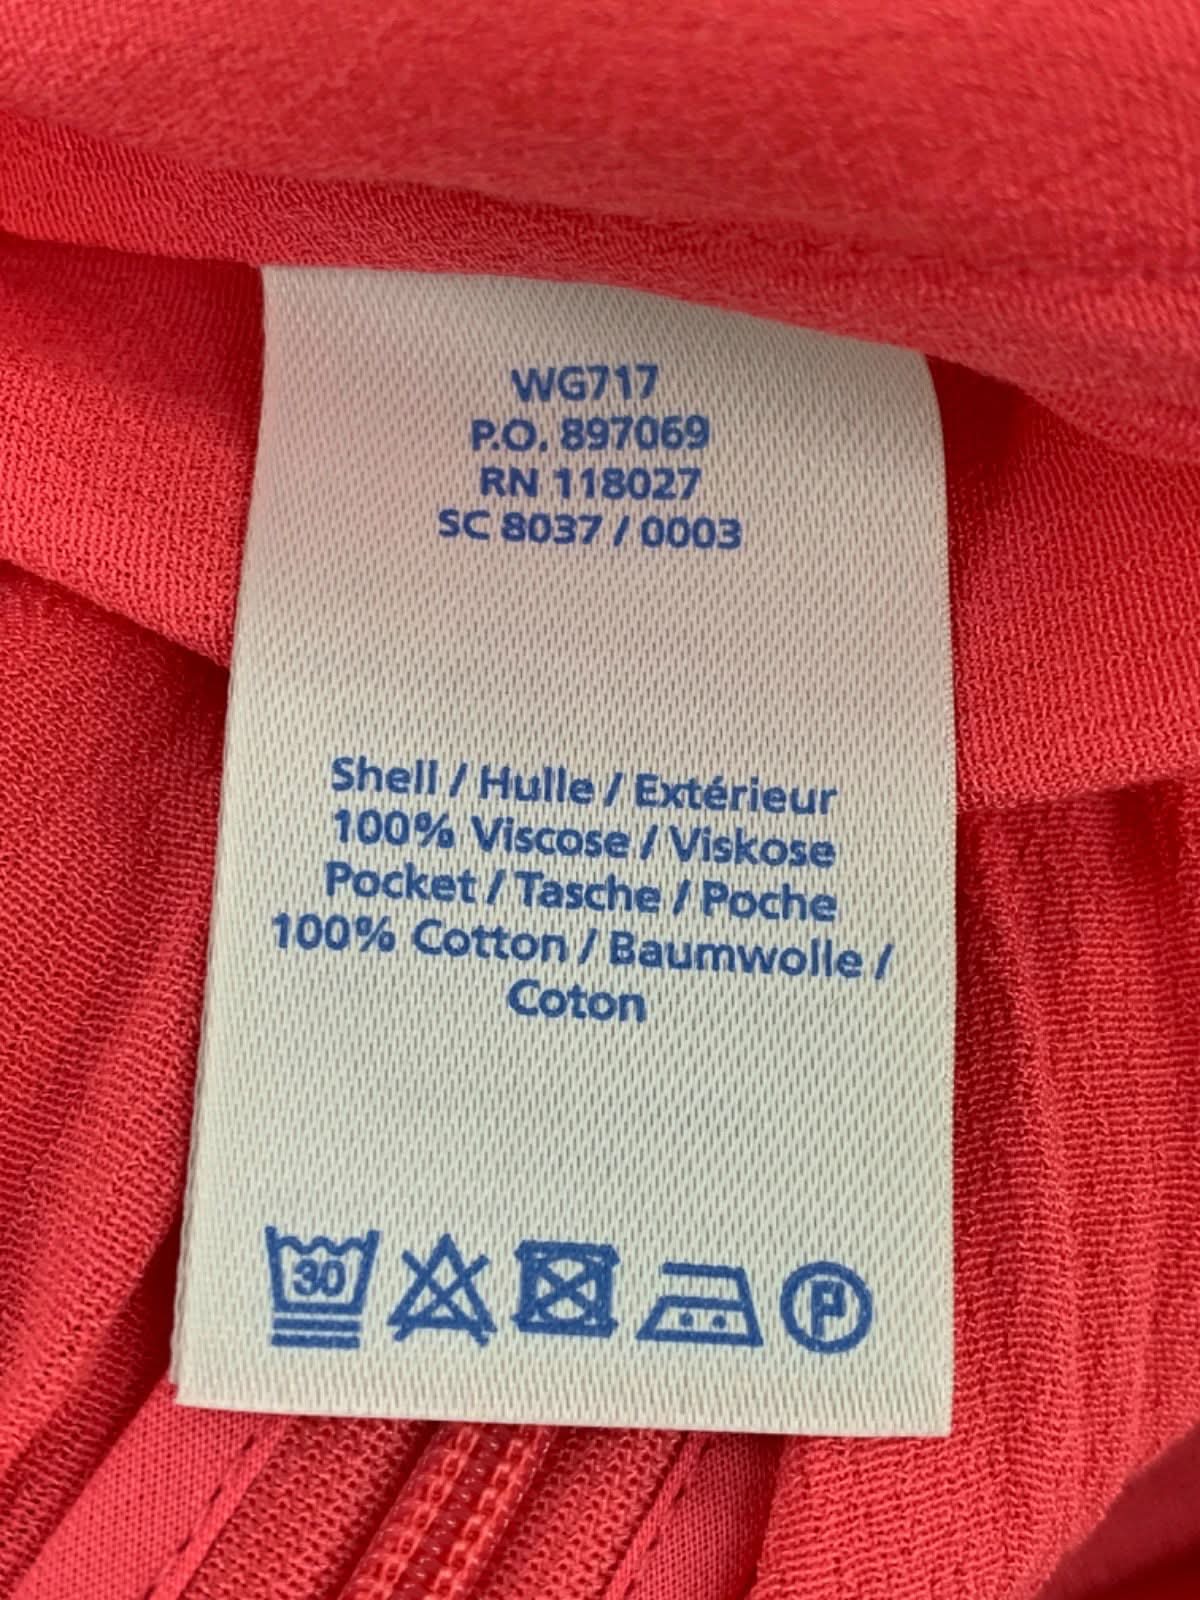 WG717
P.O. 897069
RN 118027
SC 8037 / 0003
Shell / Hulle / Extérieur
100% Viscose / Viskose
Pocket / Tasche / Poche
100% Cotton / Baumwolle /
Coton
30 P